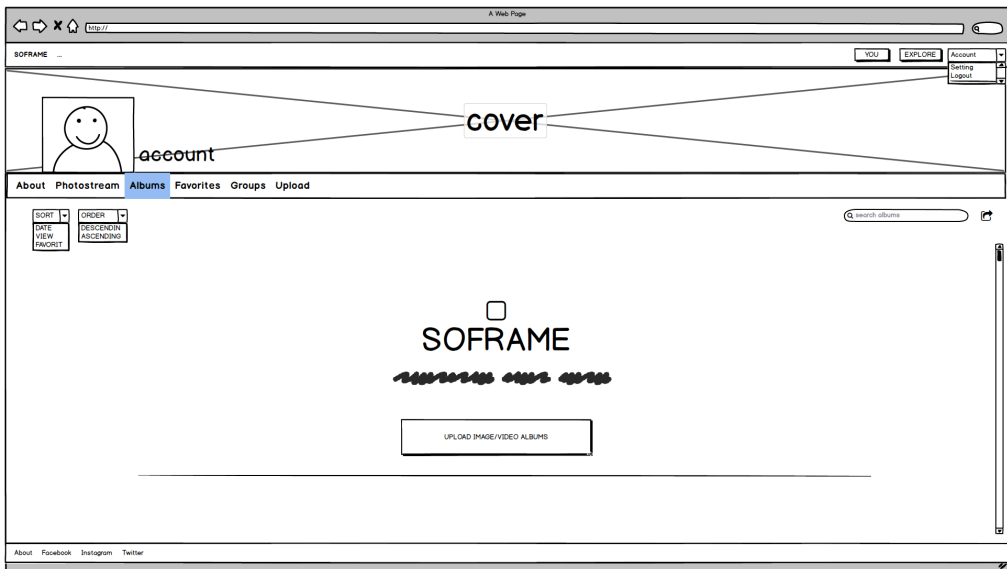 A Web Page
http://
SOFRAME ... YOU EXPLORE Account
Setting
Logout
cover
account
About Photostream Albums Favorites Groups Upload
SORT ORDER search albums
DATE DESCENDIN
VIEW ASCENDING
FAVORIT
SOFRAME
UPLOAD IMAGE/VIDEO ALBUMS
About Facebook Instagram Twitter